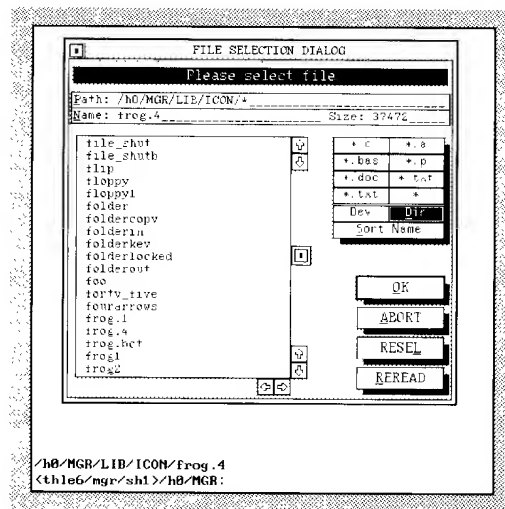 FILE SELECTION DIALOG
Please select file
Path: /h0/MGR/LIB/ICON/*
Name: frog.4 Size: 37472
file_shut
file_shutb
flip
floppy
floppy1
folder
foldercopy
folderin
folderkey
folderlocked
folderout
foo
forty_five
fourarrows
frog.1
frog.4
frog.hct
frog1
frog2
*.c *.a
*.bas *.p
*.doc *.txt
*.txt *
Dev Dir
Sort Name
OK
ABORT
RESEL
REREAD
/h0/MGR/LIB/ICON/frog.4
<thle6/mgr/sh1>/h0/MGR: